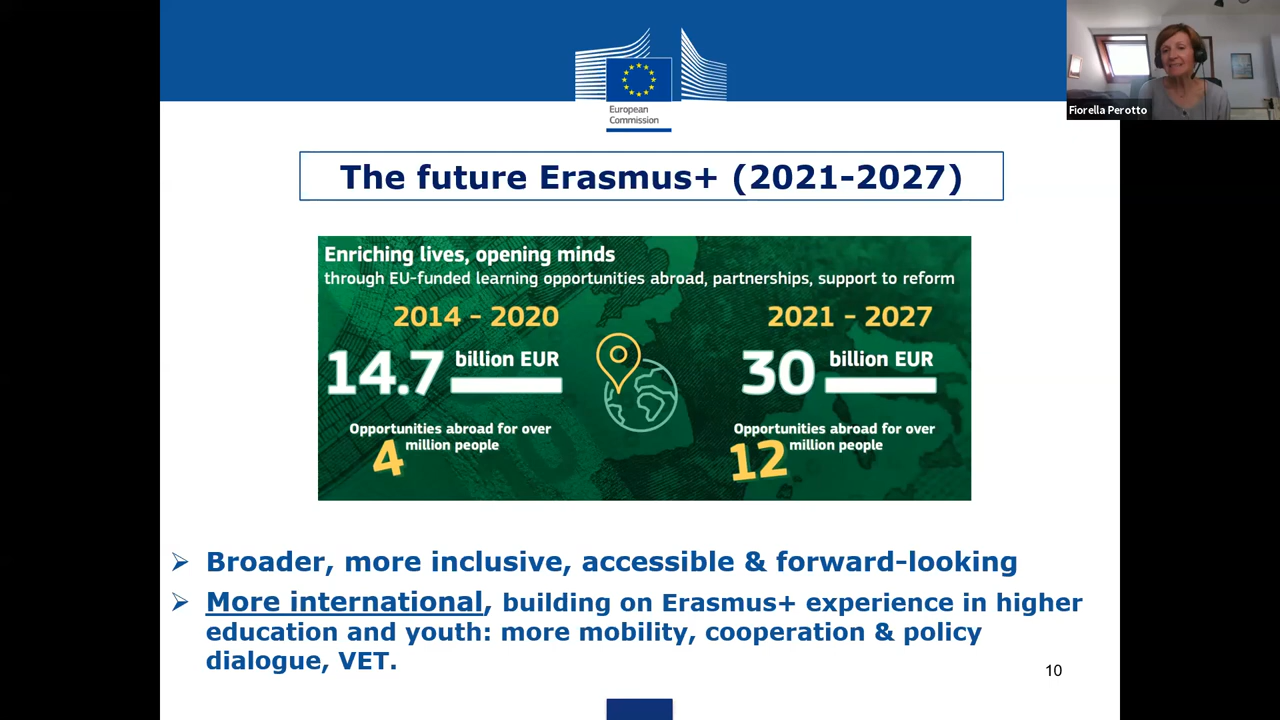 European
Commission
Fiorella Perotto
The future Erasmus+ (2021-2027)
Enriching lives, opening minds
through EU-funded learning opportunities abroad, partnerships, support to reform
2014 - 2020
14.7 billion EUR
Opportunities abroad for over
4 million people
2021 - 2027
30 billion EUR
Opportunities abroad for over
12 million people
➢ Broader, more inclusive, accessible & forward-looking
➢ More international, building on Erasmus+ experience in higher
education and youth: more mobility, cooperation & policy
dialogue, VET.
10